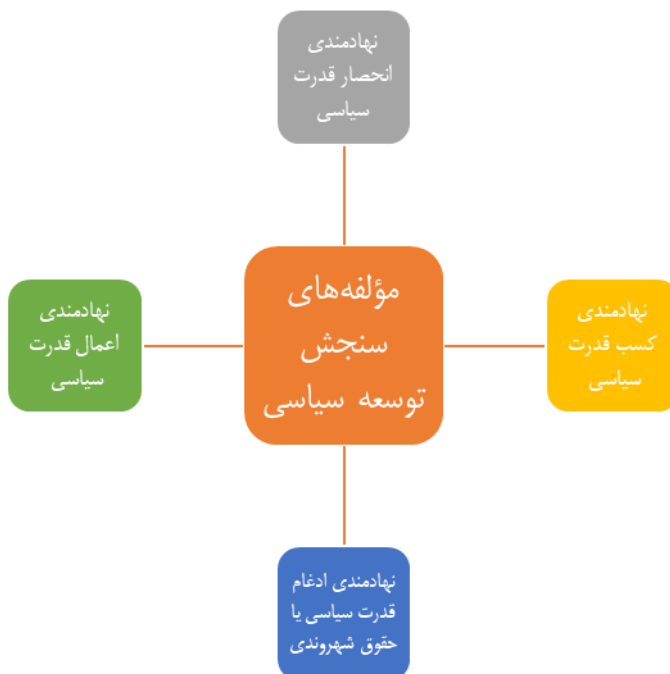 نهادمندی
انحصار قدرت
سیاسی
مؤلفه‌های
سنجش
توسعه سیاسی
نهادمندی
کسب قدرت
سیاسی
نهادمندی
اعمال قدرت
سیاسی
نهادمندی ادغام
قدرت سیاسی یا
حقوق شهروندی